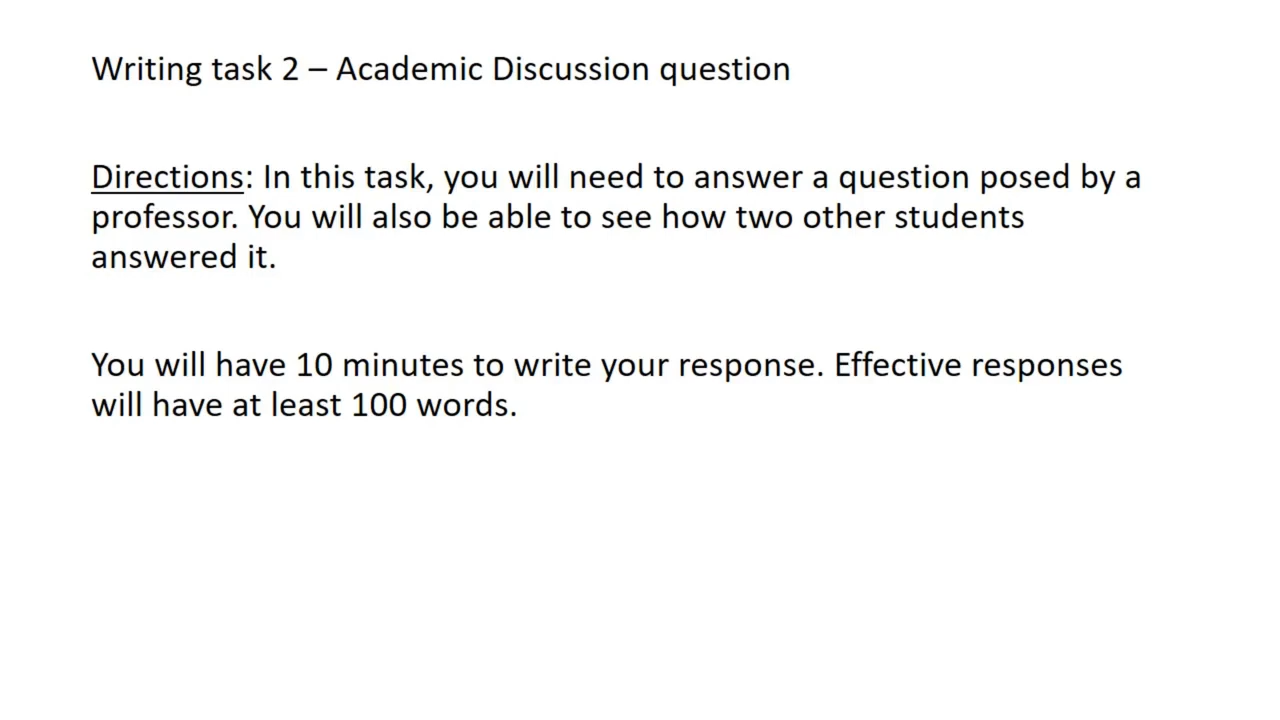 Writing task 2 – Academic Discussion question
Directions: In this task, you will need to answer a question posed by a
professor. You will also be able to see how two other students
answered it.
You will have 10 minutes to write your response. Effective responses
will have at least 100 words.